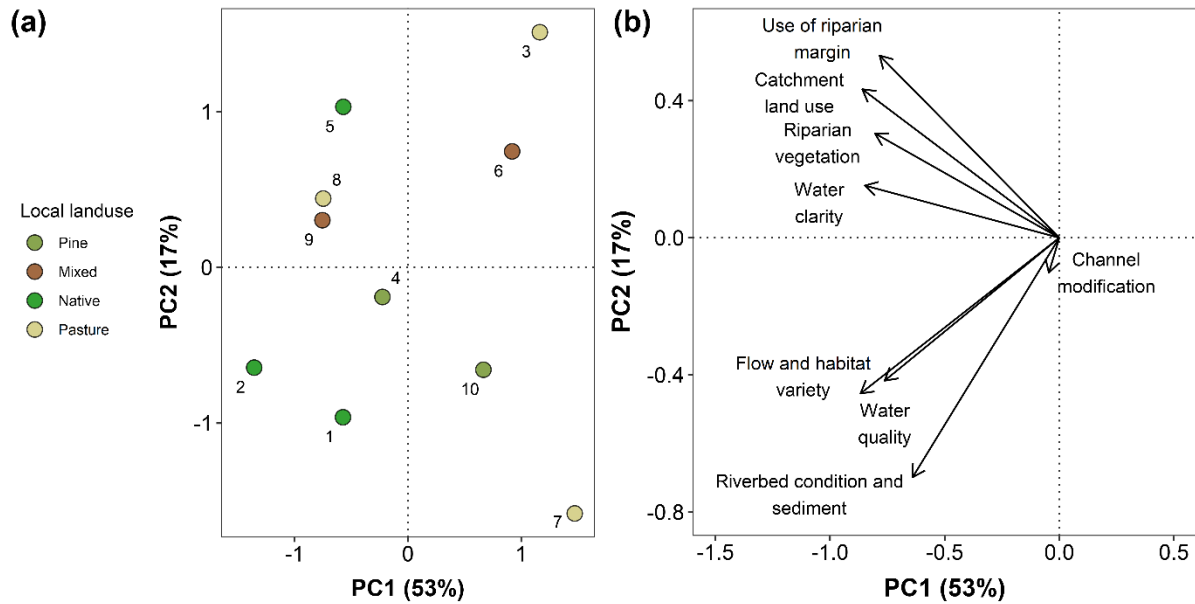 (a)
Local landuse
Pine
Mixed
Native
Pasture
PC2 (17%)
1
0
-1
3
5
6
8
9
4
2
10
1
7
-1
0
1
PC1 (53%)
(b)
PC2 (17%)
0.4
0.0
-0.4
-0.8
Use of riparian
margin
Catchment
land use
Riparian
vegetation
Water
clarity
Channel
modification
Flow and habitat
variety
Water
quality
Riverbed condition and
sediment
-1.5
-1.0
-0.5
0.0
0.5
PC1 (53%)